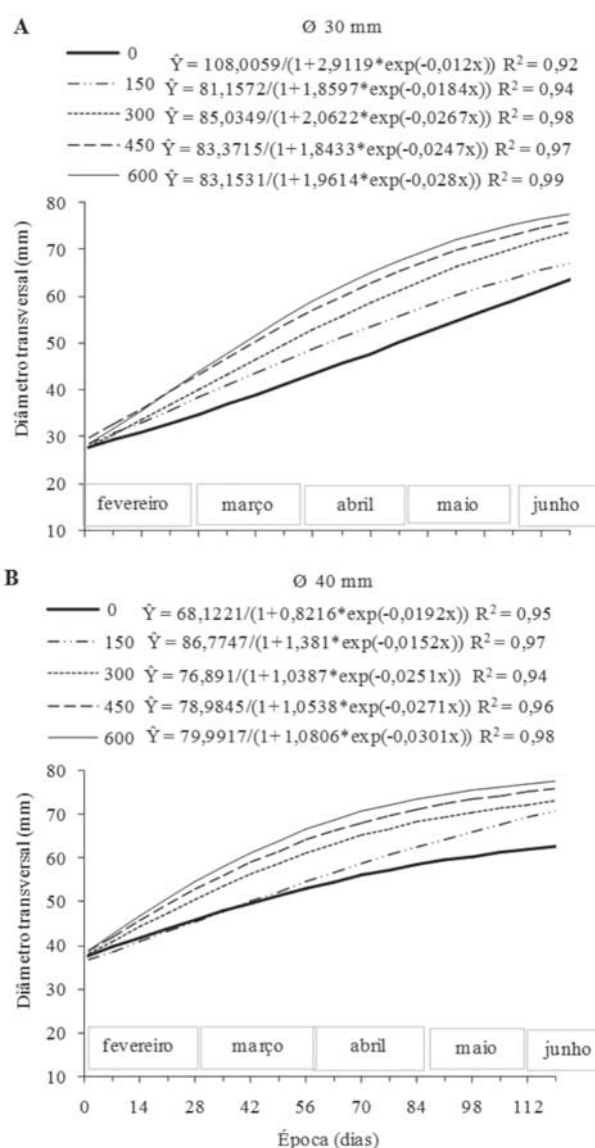 A
Ø 30 mm
0 Ŷ = 108,0059/(1+2,9119*exp(-0,012x)) R² = 0,92
150 Ŷ = 81,1572/(1+1,8597*exp(-0,0184x)) R² = 0,94
300 Ŷ = 85,0349/(1+2,0622*exp(-0,0267x)) R² = 0,98
450 Ŷ = 83,3715/(1+1,8433*exp(-0,0247x)) R² = 0,97
600 Ŷ = 83,1531/(1+1,9614*exp(-0,028x)) R² = 0,99
Diâmetro transversal (mm)
80
70
60
50
40
30
20
10
fevereiro março abril maio junho
B
Ø 40 mm
0 Ŷ = 68,1221/(1+0,8216*exp(-0,0192x)) R² = 0,95
150 Ŷ = 86,7747/(1+1,381*exp(-0,0152x)) R² = 0,97
300 Ŷ = 76,891/(1+1,0387*exp(-0,0251x)) R² = 0,94
450 Ŷ = 78,9845/(1+1,0538*exp(-0,0271x)) R² = 0,96
600 Ŷ = 79,9917/(1+1,0806*exp(-0,0301x)) R² = 0,98
Diâmetro transversal (mm)
80
70
60
50
40
30
20
10
fevereiro março abril maio junho
0 14 28 42 56 70 84 98 112
Época (dias)